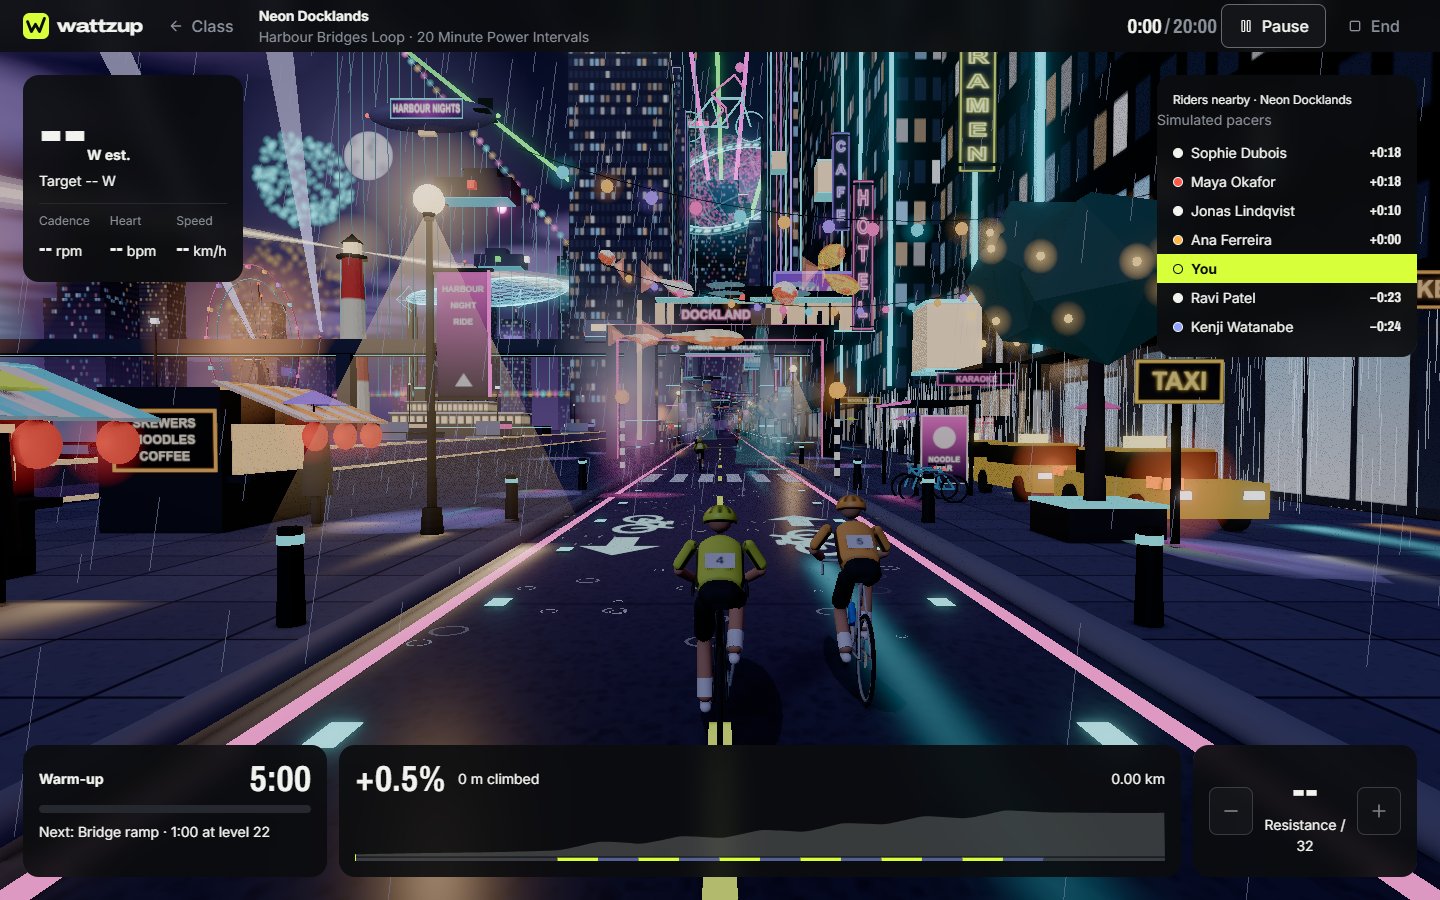 wattzup
Class
Neon Docklands
Harbour Bridges Loop · 20 Minute Power Intervals
0:00 / 20:00
Pause
End
-- W est.
Target -- W
Cadence Heart Speed
-- rpm -- bpm -- km/h
Riders nearby · Neon Docklands
Simulated pacers
Sophie Dubois +0:18
Maya Okafor +0:18
Jonas Lindqvist +0:10
Ana Ferreira +0:00
You
Ravi Patel −0:23
Kenji Watanabe −0:24
HARBOUR NIGHTS
RAMEN
CAFE
HOTEL
HARBOUR
NIGHT
RIDE
DOCKLAND
KARAOKE
TAXI
SKEWERS
NOODLES
COFFEE
NOODLE
BAR
4
5
Warm-up 5:00
Next: Bridge ramp · 1:00 at level 22
+0.5% 0 m climbed 0.00 km
--
Resistance /
32